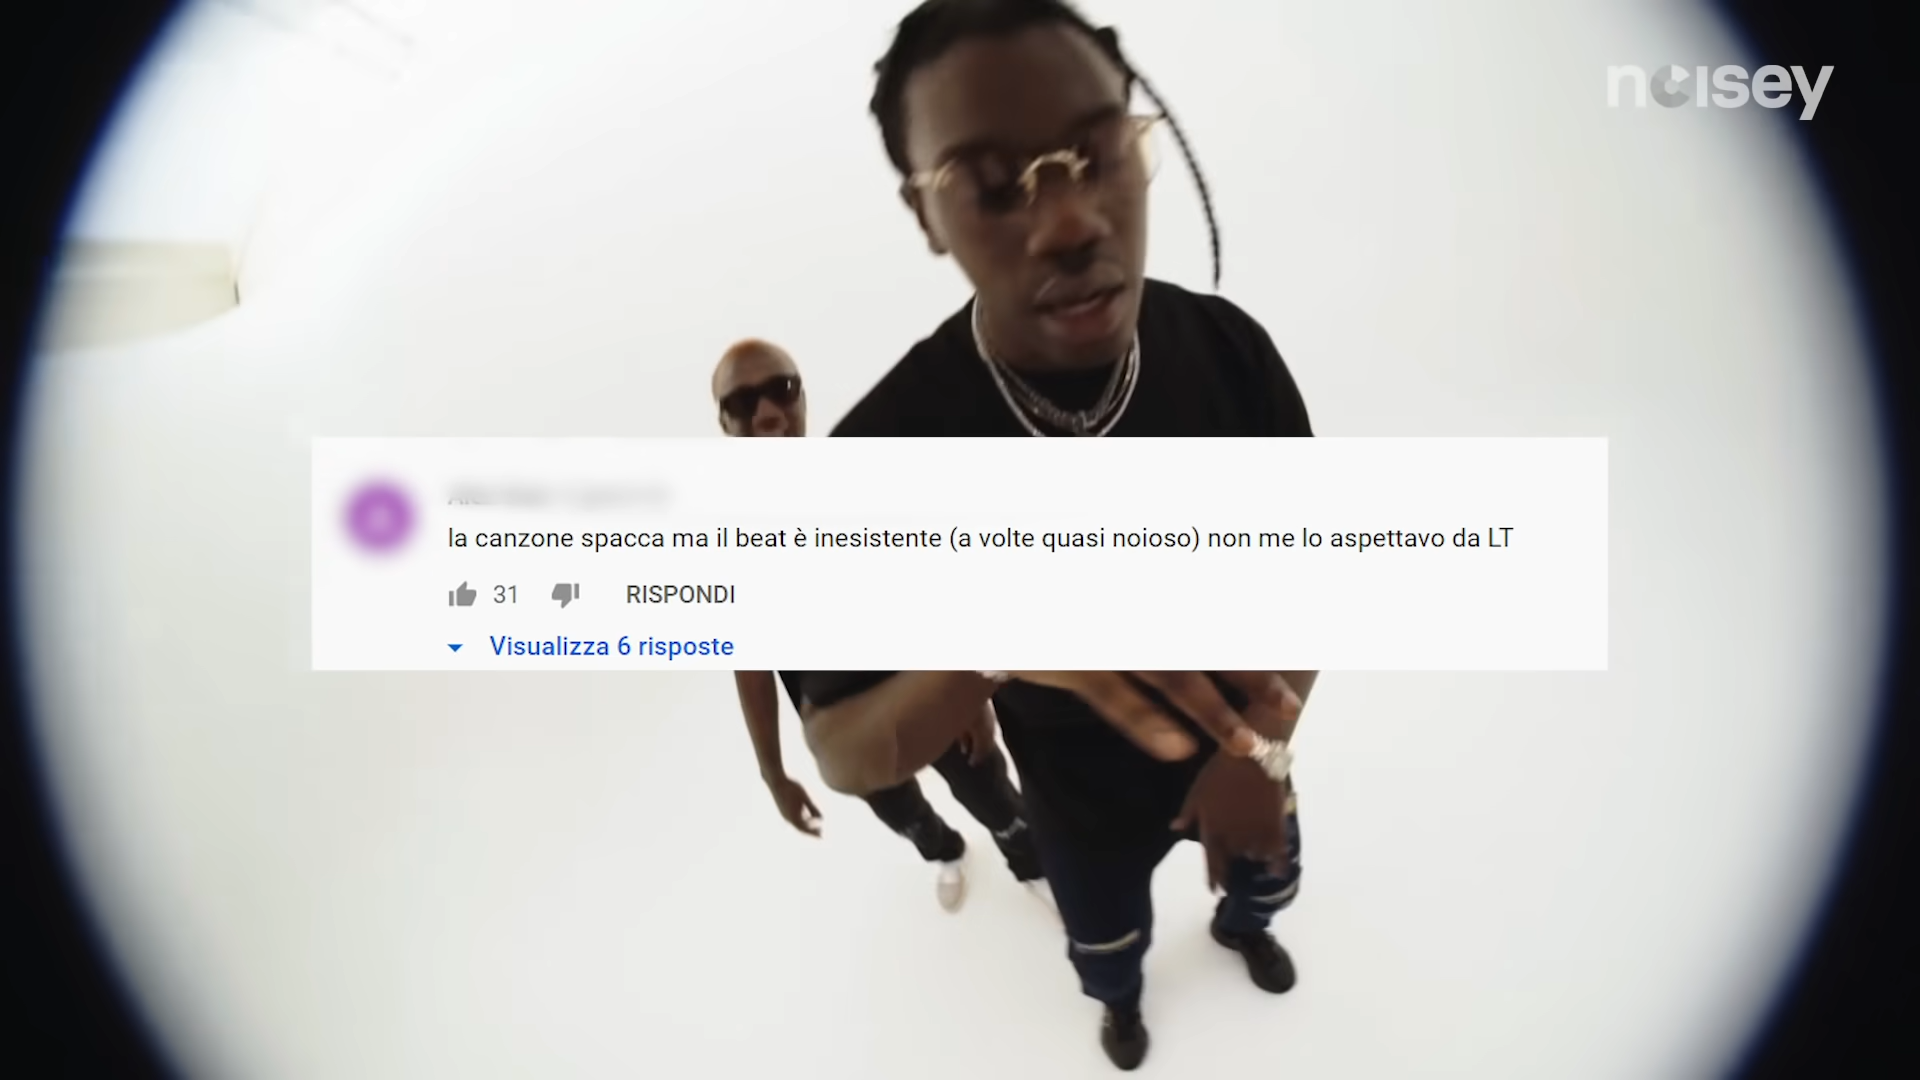 noisey
la canzone spacca ma il beat è inesistente (a volte quasi noioso) non me lo aspettavo da LT
31
RISPONDI
Visualizza 6 risposte